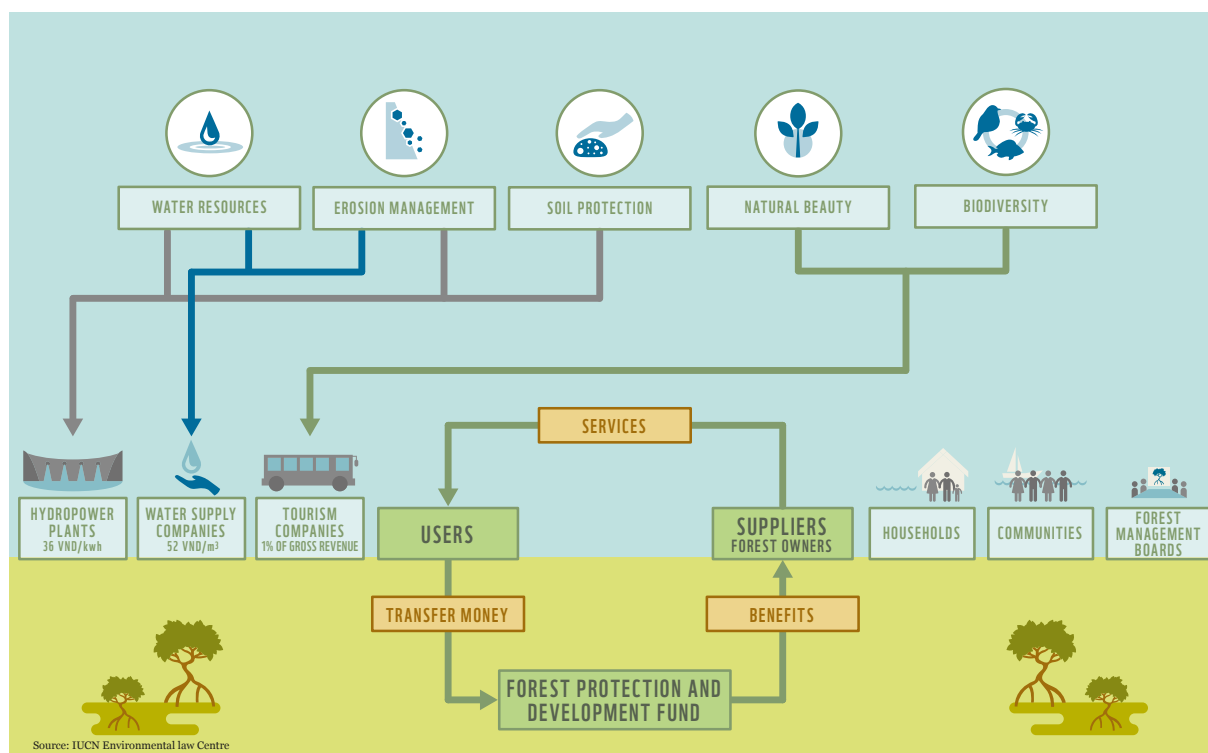 WATER RESOURCES
EROSION MANAGEMENT
SOIL PROTECTION
NATURAL BEAUTY
BIODIVERSITY
SERVICES
HYDROPOWER
PLANTS
36 VND/kwh
WATER SUPPLY
COMPANIES
52 VND/m³
TOURISM
COMPANIES
1% OF GROSS REVENUE
USERS
SUPPLIERS
FOREST OWNERS
HOUSEHOLDS
COMMUNITIES
FOREST
MANAGEMENT
BOARDS
TRANSFER MONEY
BENEFITS
FOREST PROTECTION AND
DEVELOPMENT FUND
Source: IUCN Environmental law Centre